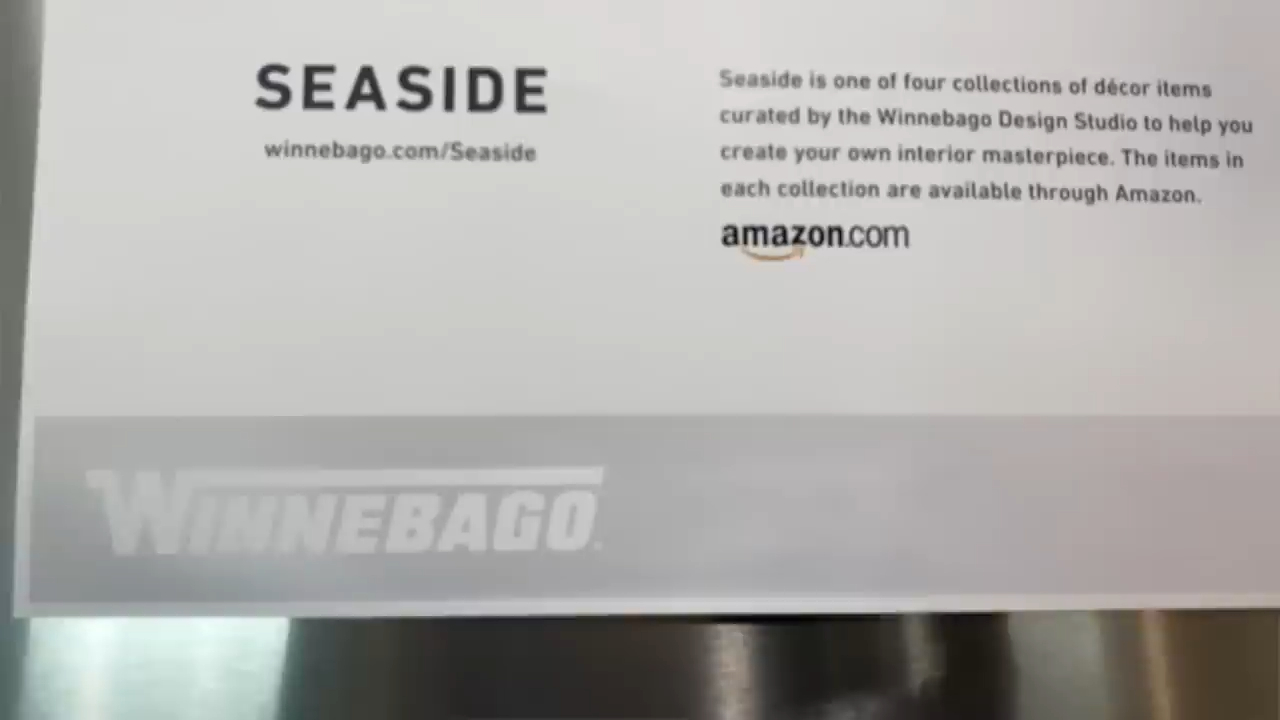 SEASIDE
winnebago.com/Seaside
Seaside is one of four collections of décor items
curated by the Winnebago Design Studio to help you
create your own interior masterpiece. The items in
each collection are available through Amazon.
amazon.com
WINNEBAGO